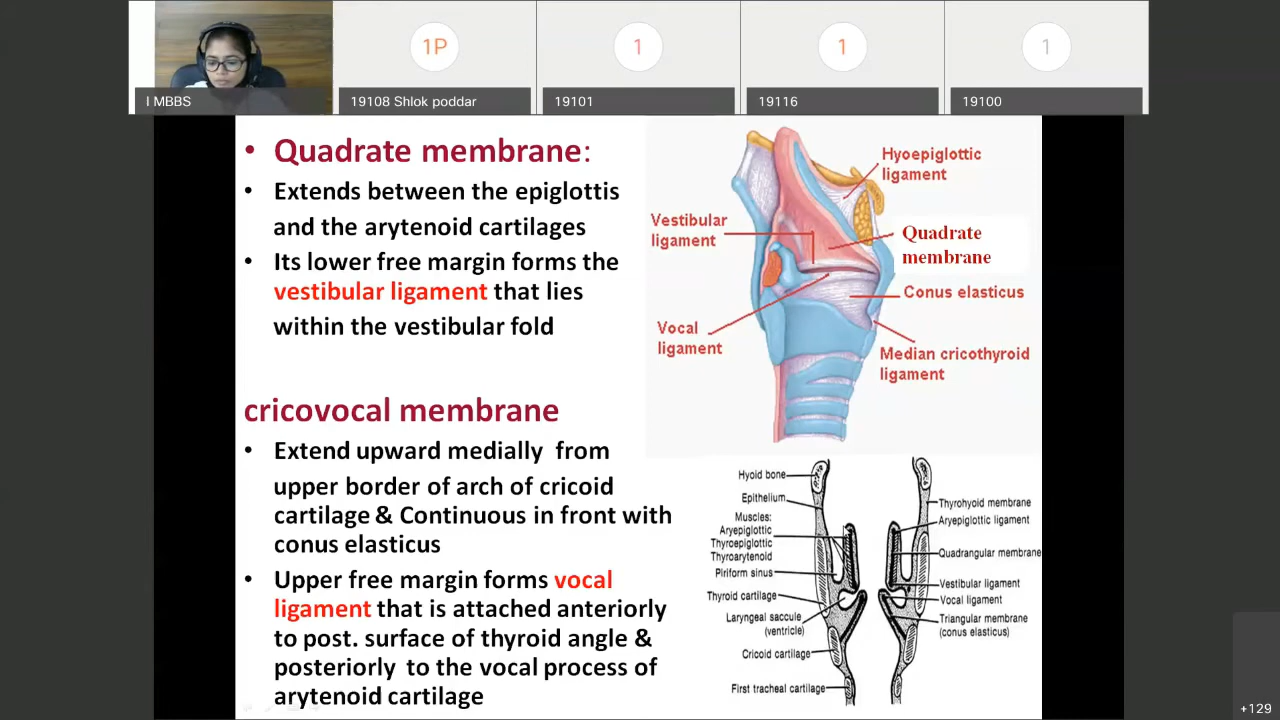 1P
1
1
1
I MBBS
19108 Shlok poddar
19101
19116
19100
• Quadrate membrane:
• Extends between the epiglottis
and the arytenoid cartilages
• Its lower free margin forms the
vestibular ligament that lies
within the vestibular fold
cricovocal membrane
• Extend upward medially from
upper border of arch of cricoid
cartilage & Continuous in front with
conus elasticus
• Upper free margin forms vocal
ligament that is attached anteriorly
to post. surface of thyroid angle &
posteriorly to the vocal process of
arytenoid cartilage
Hyoepiglottic
ligament
Vestibular
ligament
Quadrate
membrane
Conus elasticus
Vocal
ligament
Median cricothyroid
ligament
Hyoid bone
Epithelium
Muscles:
Aryepiglottic
Thyroepiglottic
Thyroarytenoid
Piriform sinus
Thyroid cartilage
Laryngeal saccule
(ventricle)
Cricoid cartilage
First tracheal cartilage
Thyrohyoid membrane
Aryepiglottic ligament
Quadrangular membrane
Vestibular ligament
Vocal ligament
Triangular membrane
(conus elasticus)
+129